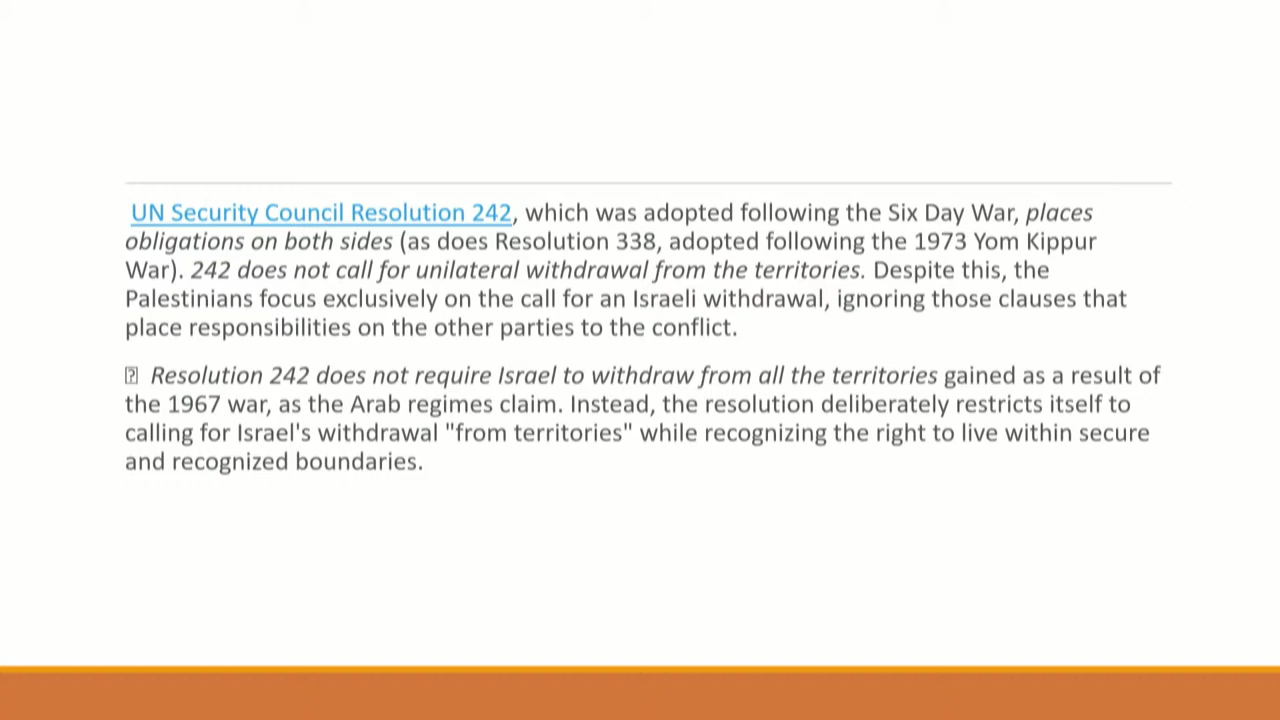 UN Security Council Resolution 242, which was adopted following the Six Day War, places
obligations on both sides (as does Resolution 338, adopted following the 1973 Yom Kippur
War). 242 does not call for unilateral withdrawal from the territories. Despite this, the
Palestinians focus exclusively on the call for an Israeli withdrawal, ignoring those clauses that
place responsibilities on the other parties to the conflict.
Resolution 242 does not require Israel to withdraw from all the territories gained as a result of
the 1967 war, as the Arab regimes claim. Instead, the resolution deliberately restricts itself to
calling for Israel's withdrawal "from territories" while recognizing the right to live within secure
and recognized boundaries.